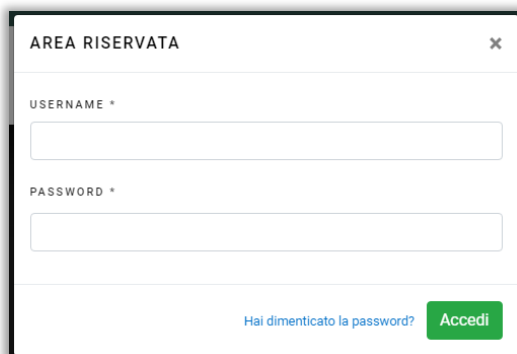 AREA RISERVATA ×
USERNAME *
PASSWORD *
Hai dimenticato la password? Accedi